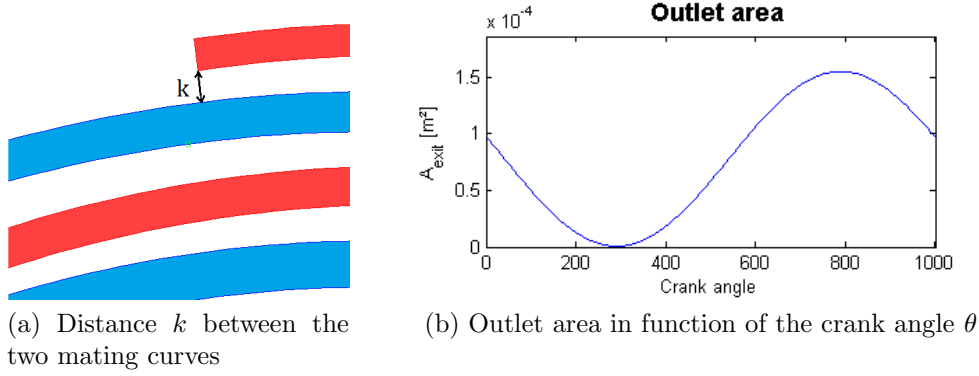 k
(a) Distance k between the
two mating curves
Outlet area
x 10⁻⁴
1.5
1
0.5
0
A_exit [m²]
0 200 400 600 800 1000
Crank angle
(b) Outlet area in function of the crank angle θ